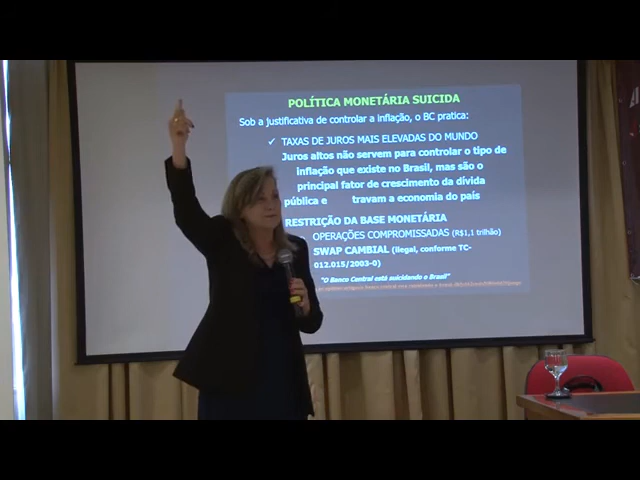 POLÍTICA MONETÁRIA SUICIDA
Sob a justificativa de controlar a inflação, o BC pratica:
✓ TAXAS DE JUROS MAIS ELEVADAS DO MUNDO
Juros altos não servem para controlar o tipo de
inflação que existe no Brasil, mas são o
principal fator de crescimento da dívida
pública e travam a economia do país
RESTRIÇÃO DA BASE MONETÁRIA
OPERAÇÕES COMPROMISSADAS (R$1,1 trilhão)
SWAP CAMBIAL (ilegal, conforme TC-
012.015/2003-0)
"O Banco Central está suicidando o Brasil"